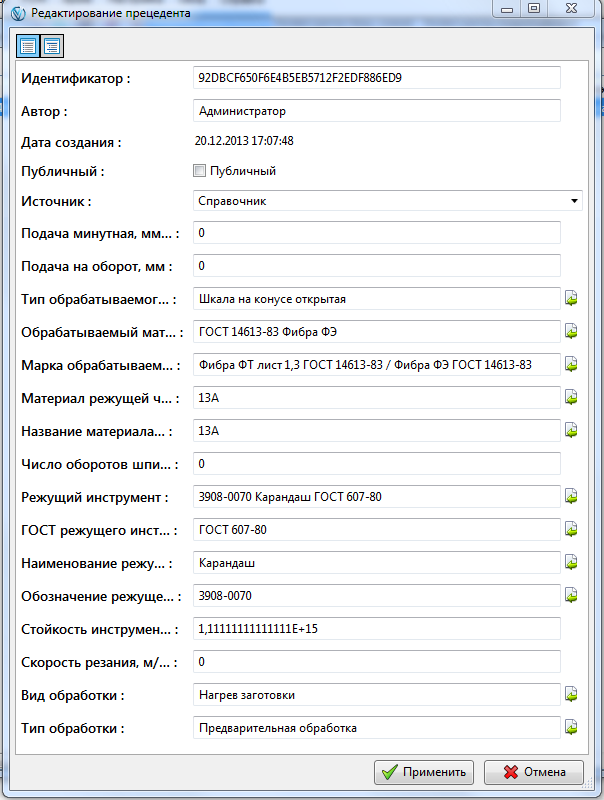 Редактирование прецедента
Идентификатор : 92DBCF650F6E4B5EB5712F2EDF886ED9
Автор : Администратор
Дата создания : 20.12.2013 17:07:48
Публичный : Публичный
Источник : Справочник
Подача минутная, мм... : 0
Подача на оборот, мм : 0
Тип обрабатываемог... : Шкала на конусе открытая
Обрабатываемый мат... : ГОСТ 14613-83 Фибра ФЭ
Марка обрабатываем... : Фибра ФТ лист 1,3 ГОСТ 14613-83 / Фибра ФЭ ГОСТ 14613-83
Материал режущей ч... : 13А
Название материала... : 13А
Число оборотов шпи... : 0
Режущий инструмент : 3908-0070 Карандаш ГОСТ 607-80
ГОСТ режущего инст... : ГОСТ 607-80
Наименование режу... : Карандаш
Обозначение режуще... : 3908-0070
Стойкость инструмен... : 1,11111111111111E+15
Скорость резания, м/... : 0
Вид обработки : Нагрев заготовки
Тип обработки : Предварительная обработка
Применить Отмена